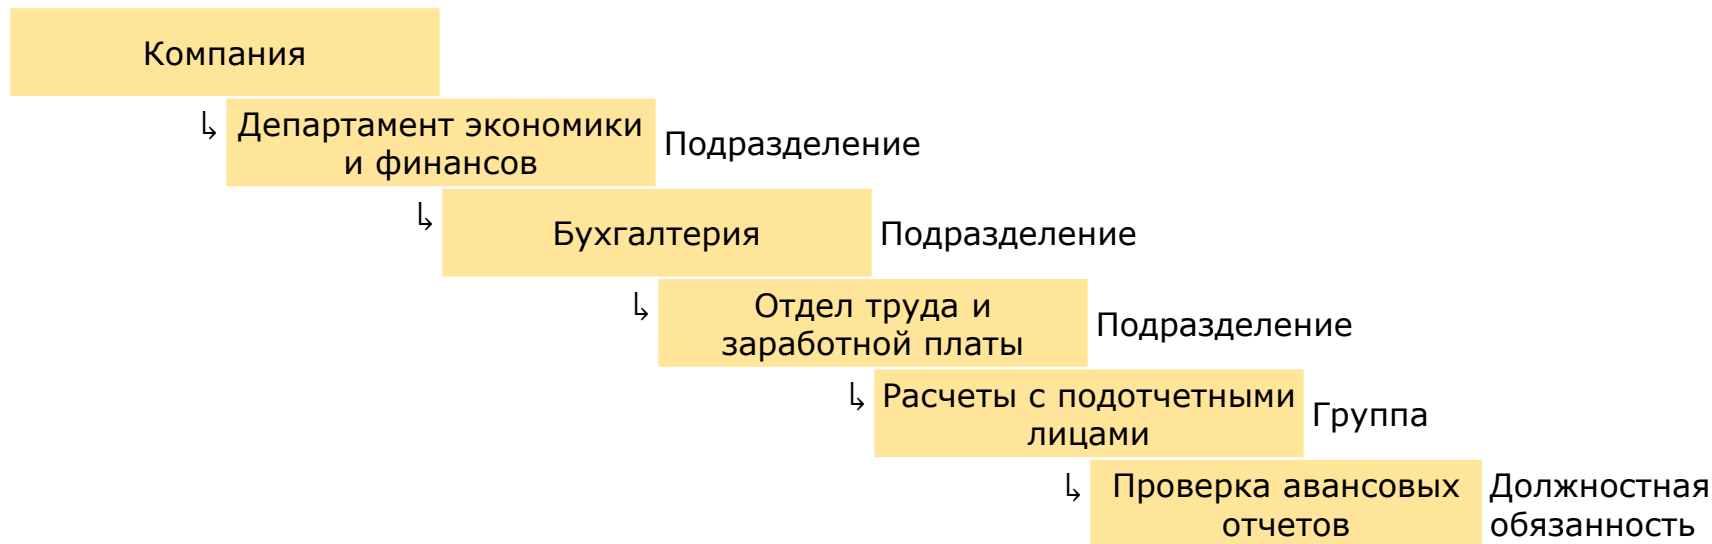 Компания
↳ Департамент экономики
и финансов
Подразделение
↳ Бухгалтерия
Подразделение
↳ Отдел труда и
заработной платы
Подразделение
↳ Расчеты с подотчетными
лицами
Группа
↳ Проверка авансовых
отчетов
Должностная
обязанность